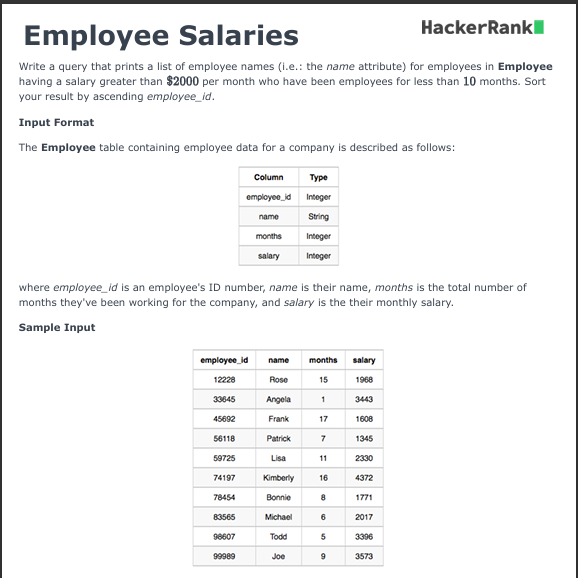 Employee Salaries
HackerRank
Write a query that prints a list of employee names (i.e.: the name attribute) for employees in Employee
having a salary greater than $2000 per month who have been employees for less than 10 months. Sort
your result by ascending employee_id.
Input Format
The Employee table containing employee data for a company is described as follows:
Column Type
employee_id Integer
name String
months Integer
salary Integer
where employee_id is an employee's ID number, name is their name, months is the total number of
months they've been working for the company, and salary is the their monthly salary.
Sample Input
employee_id name months salary
12228 Rose 15 1968
33645 Angela 1 3443
45692 Frank 17 1608
56118 Patrick 7 1345
59725 Lisa 11 2330
74197 Kimberly 16 4372
78454 Bonnie 8 1771
83565 Michael 6 2017
98607 Todd 5 3396
99989 Joe 9 3573